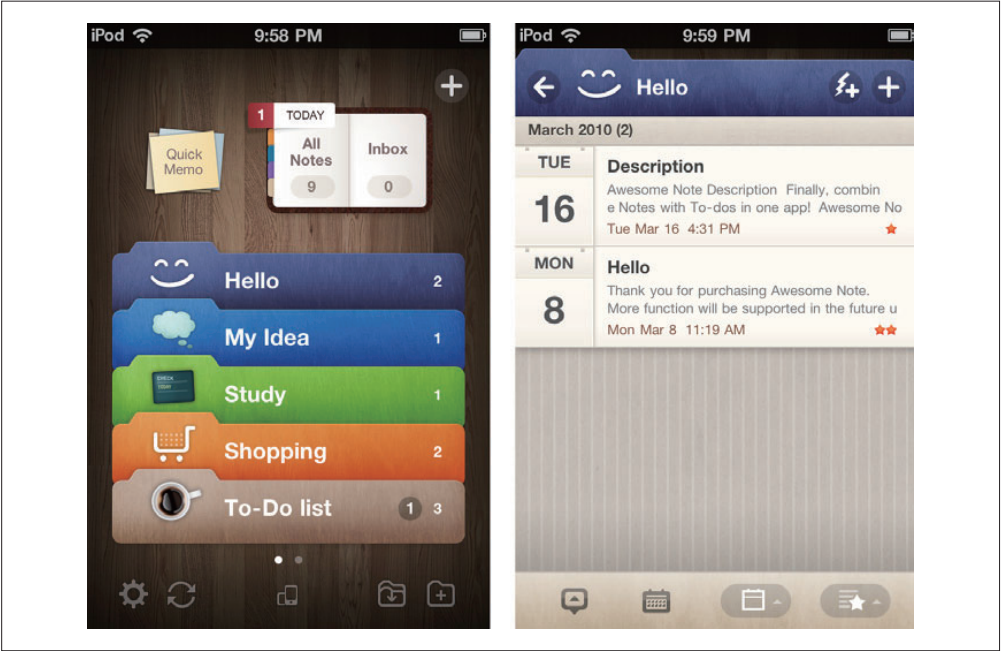 iPod 9:58 PM
1 TODAY
Quick
Memo
All
Notes
9
Inbox
0
Hello 2
My Idea 1
Study 1
Shopping 2
To-Do list 1 3
iPod 9:59 PM
Hello
March 2010 (2)
TUE
16
Description
Awesome Note Description Finally, combin
e Notes with To-dos in one app! Awesome No
Tue Mar 16 4:31 PM
MON
8
Hello
Thank you for purchasing Awesome Note.
More function will be supported in the future u
Mon Mar 8 11:19 AM